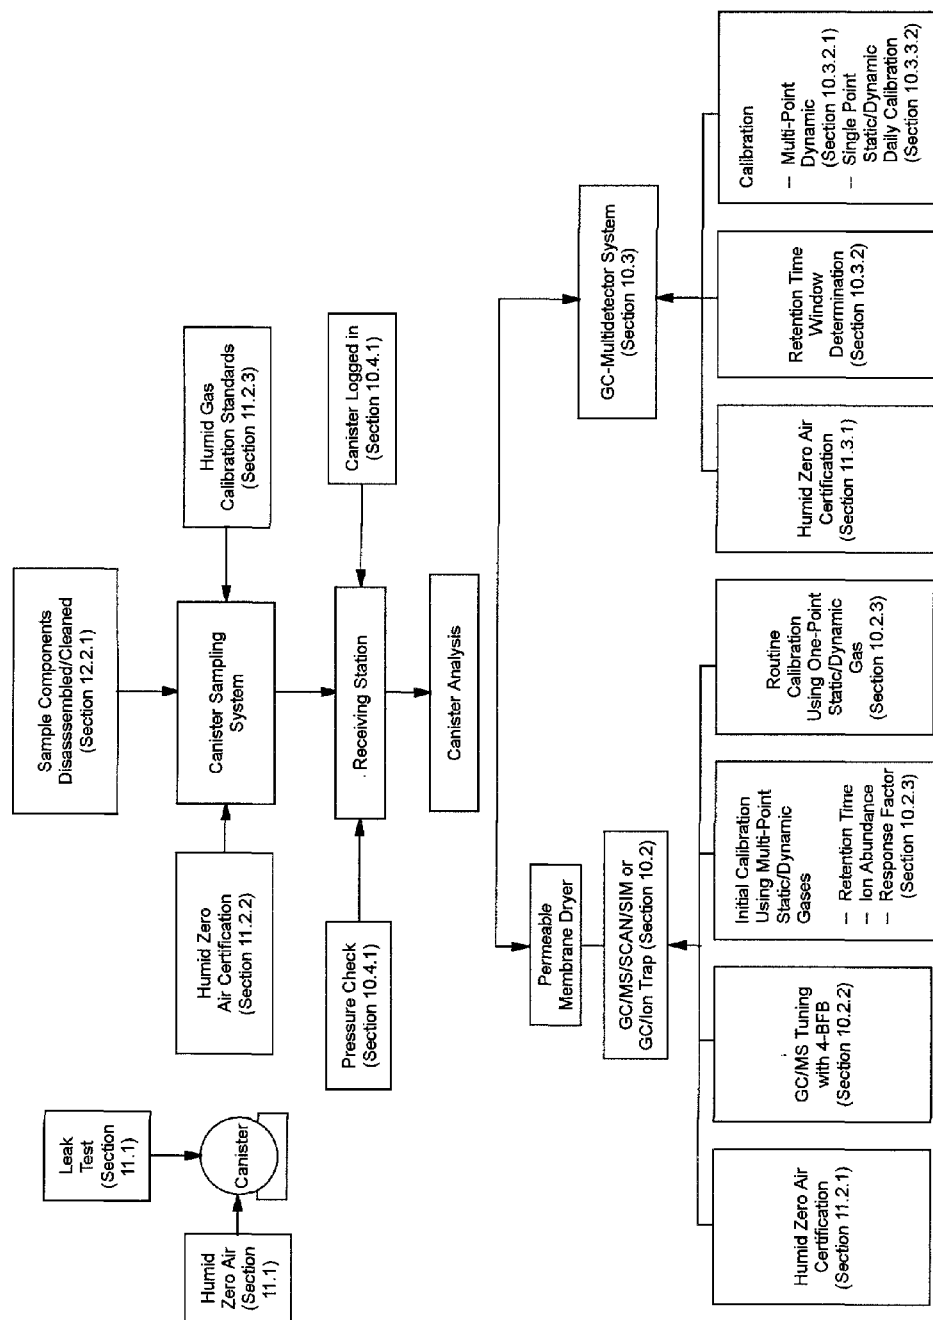 Leak
Test
(Section
11.1)
Humid
Zero Air
(Section
11.1)
Canister
Sample Components
Disasssembled/Cleaned
(Section 12.2.1)
Humid Zero
Air Certification
(Section 11.2.2)
Canister Sampling
System
Humid Gas
Calibration Standards
(Section 11.2.3)
Pressure Check
(Section 10.4.1)
. Receiving Station
Canister Logged in
(Section 10.4.1)
Canister Analysis
Permeable
Membrane Dryer
GC/MS/SCAN/SIM or
GC/Ion Trap (Section 10.2)
GC-Multidetector System
(Section 10.3)
Humid Zero Air
Certification
(Section 11.2.1)
GC/MS Tuning
with 4-BFB
(Section 10.2.2)
Initial Calibration
Using Multi-Point
Static/Dynamic
Gases
– Retention Time
– Ion Abundance
– Response Factor
(Section 10.2.3)
Routine
Calibration
Using One-Point
Static/Dynamic
Gas
(Section 10.2.3)
Humid Zero Air
Certification
(Section 11.3.1)
Retention Time
Window
Determination
(Section 10.3.2)
Calibration
– Multi-Point
Dynamic
(Section 10.3.2.1)
– Single Point
Static/Dynamic
Daily Calibration
(Section 10.3.3.2)